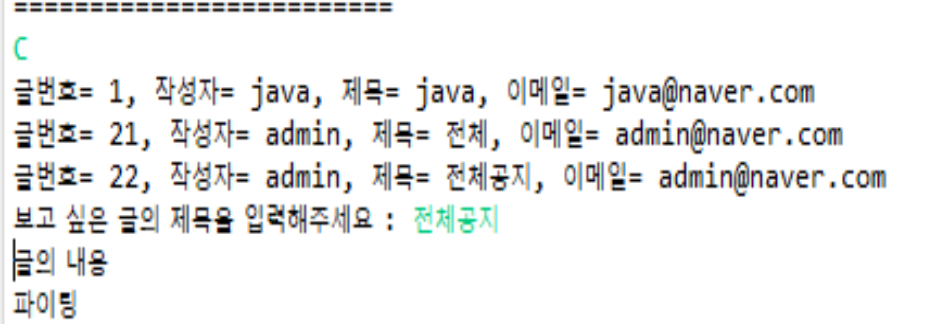 =========================
C
글번호= 1, 작성자= java, 제목= java, 이메일= java@naver.com
글번호= 21, 작성자= admin, 제목= 전체, 이메일= admin@naver.com
글번호= 22, 작성자= admin, 제목= 전체공지, 이메일= admin@naver.com
보고 싶은 글의 제목을 입력해주세요 : 전체공지
글의 내용
파이팅